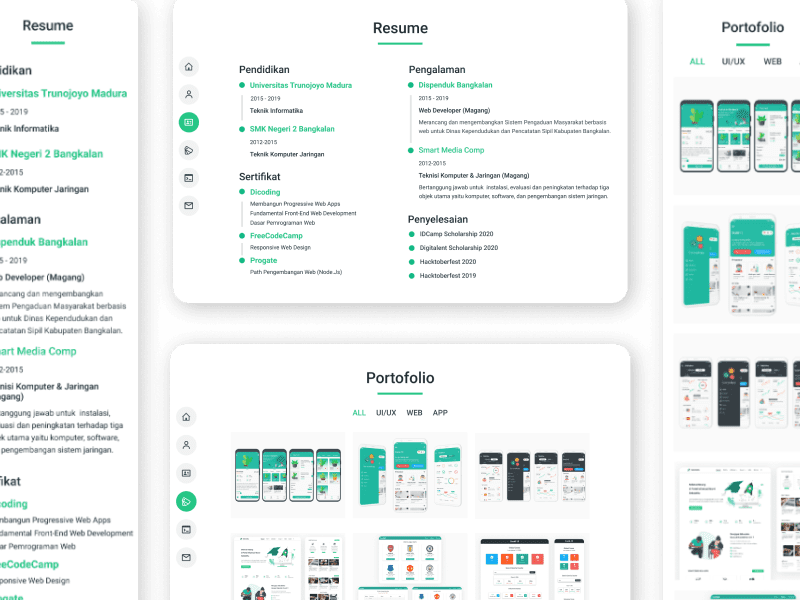 Resume
dikan
iversitas Trunojoyo Madura
5 - 2019
nik Informatika
K Negeri 2 Bangkalan
2-2015
nik Komputer Jaringan
alaman
spenduk Bangkalan
5 - 2019
b Developer (Magang)
ancang dan mengembangkan
em Pengaduan Masyarakat berbasis
untuk Dinas Kependudukan dan
catatan Sipil Kabupaten Bangkalan.
art Media Comp
2-2015
nisi Komputer & Jaringan
gang)
anggung jawab untuk instalasi,
uasi dan peningkatan terhadap tiga
ek utama yaitu komputer, software,
pengembangan sistem jaringan.
fikat
coding
mbangun Progressive Web Apps
damental Front-End Web Development
ar Pemrograman Web
eeCodeCamp
ponsive Web Design
ogate
Resume
Pendidikan
Universitas Trunojoyo Madura
2015 - 2019
Teknik Informatika
SMK Negeri 2 Bangkalan
2012-2015
Teknik Komputer Jaringan
Sertifikat
Dicoding
Membangun Progressive Web Apps
Fundamental Front-End Web Development
Dasar Pemrograman Web
FreeCodeCamp
Responsive Web Design
Progate
Path Pengembangan Web (Node.Js)
Pengalaman
Dispenduk Bangkalan
2015 - 2019
Web Developer (Magang)
Merancang dan mengembangkan Sistem Pengaduan Masyarakat berbasis
web untuk Dinas Kependudukan dan Pencatatan Sipil Kabupaten Bangkalan.
Smart Media Comp
2012-2015
Teknisi Komputer & Jaringan (Magang)
Bertanggung jawab untuk instalasi, evaluasi dan peningkatan terhadap tiga
objek utama yaitu komputer, software, dan pengembangan sistem jaringan.
Penyelesaian
IDCamp Scholarship 2020
Digitalent Scholarship 2020
Hacktoberfest 2020
Hacktoberfest 2019
Portofolio
ALL UI/UX WEB APP
Portofolio
ALL UI/UX WEB